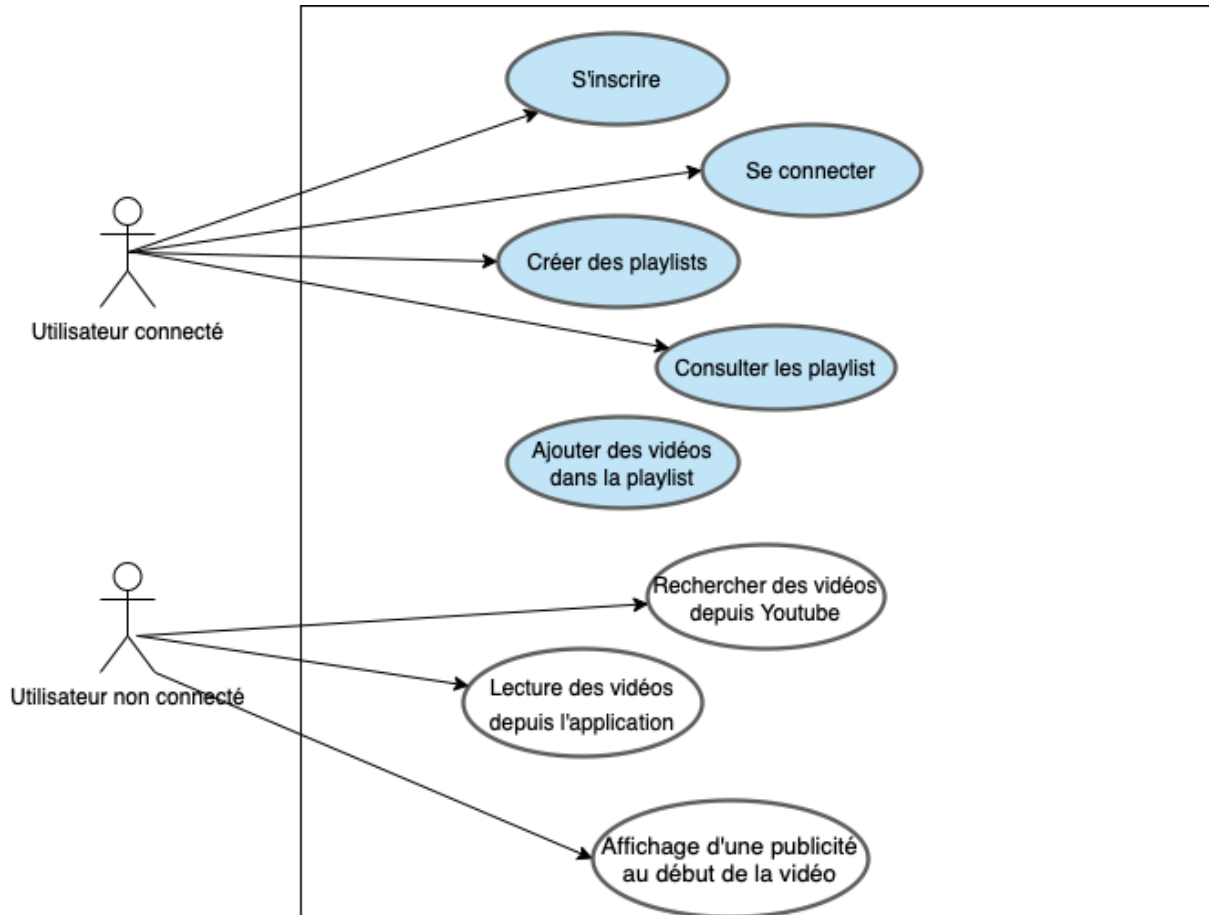 S'inscrire
Se connecter
Créer des playlists
Utilisateur connecté
Consulter les playlist
Ajouter des vidéos
dans la playlist
Rechercher des vidéos
depuis Youtube
Utilisateur non connecté
Lecture des vidéos
depuis l'application
Affichage d'une publicité
au début de la vidéo